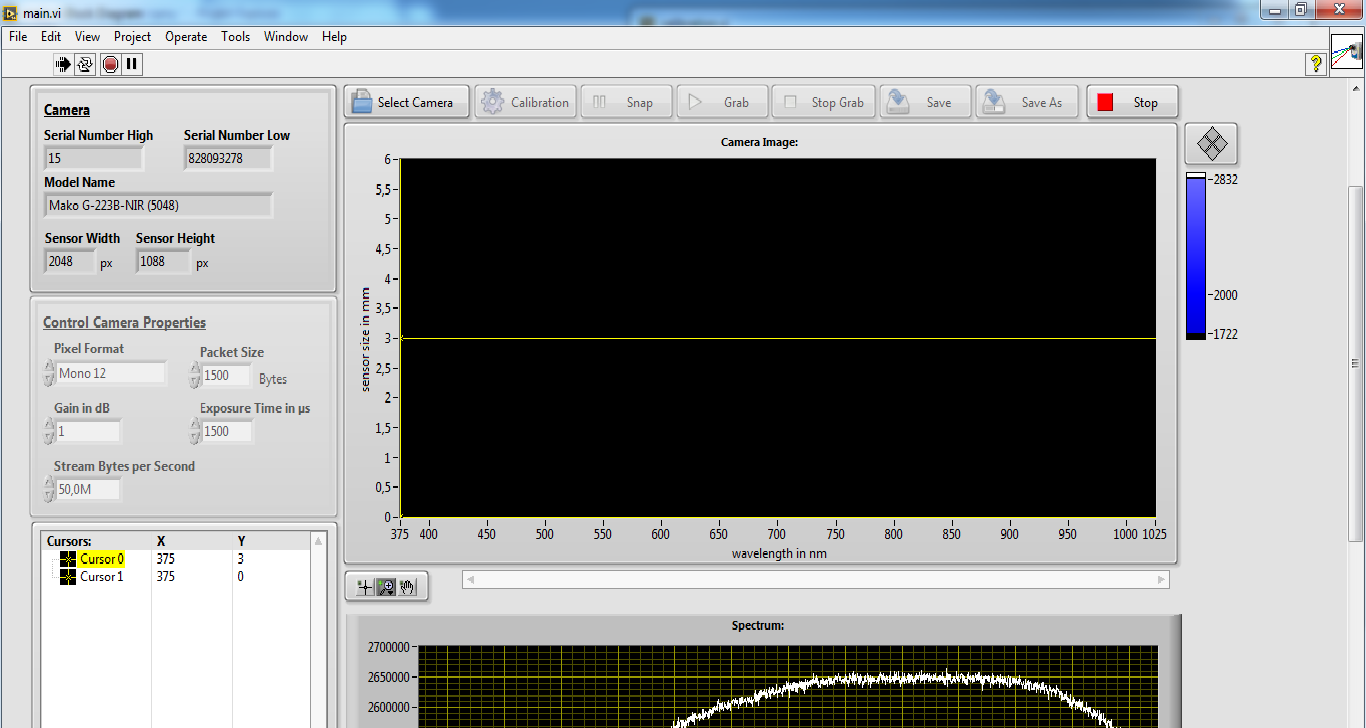 main.vi
File Edit View Project Operate Tools Window Help
Camera
Serial Number High Serial Number Low
15 828093278
Model Name
Mako G-223B-NIR (5048)
Sensor Width Sensor Height
2048 px 1088 px
Control Camera Properties
Pixel Format Packet Size
Mono 12 1500 Bytes
Gain in dB Exposure Time in µs
1 1500
Stream Bytes per Second
50,0M
Cursors: X Y
Cursor 0 375 3
Cursor 1 375 0
Select Camera Calibration Snap Grab Stop Grab Save Save As Stop
Camera Image:
6
5,5
5
4,5
4
3,5
3
2,5
2
1,5
1
0,5
0
sensor size in mm
375 400 450 500 550 600 650 700 750 800 850 900 950 1000 1025
wavelength in nm
2832
2000
1722
Spectrum:
2700000
2650000
2600000